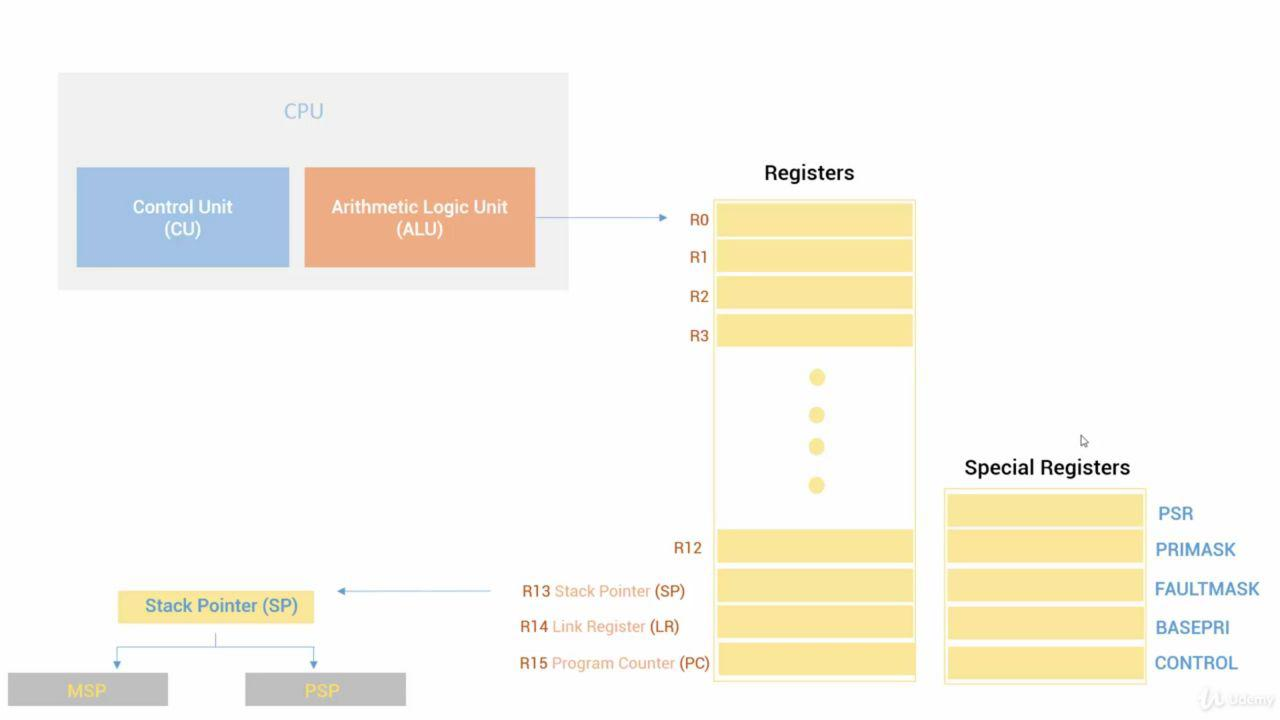 CPU
Control Unit
(CU)
Arithmetic Logic Unit
(ALU)
Registers
R0
R1
R2
R3
R12
R13 Stack Pointer (SP)
R14 Link Register (LR)
R15 Program Counter (PC)
Special Registers
PSR
PRIMASK
FAULTMASK
BASEPRI
CONTROL
Stack Pointer (SP)
MSP
PSP
Udemy